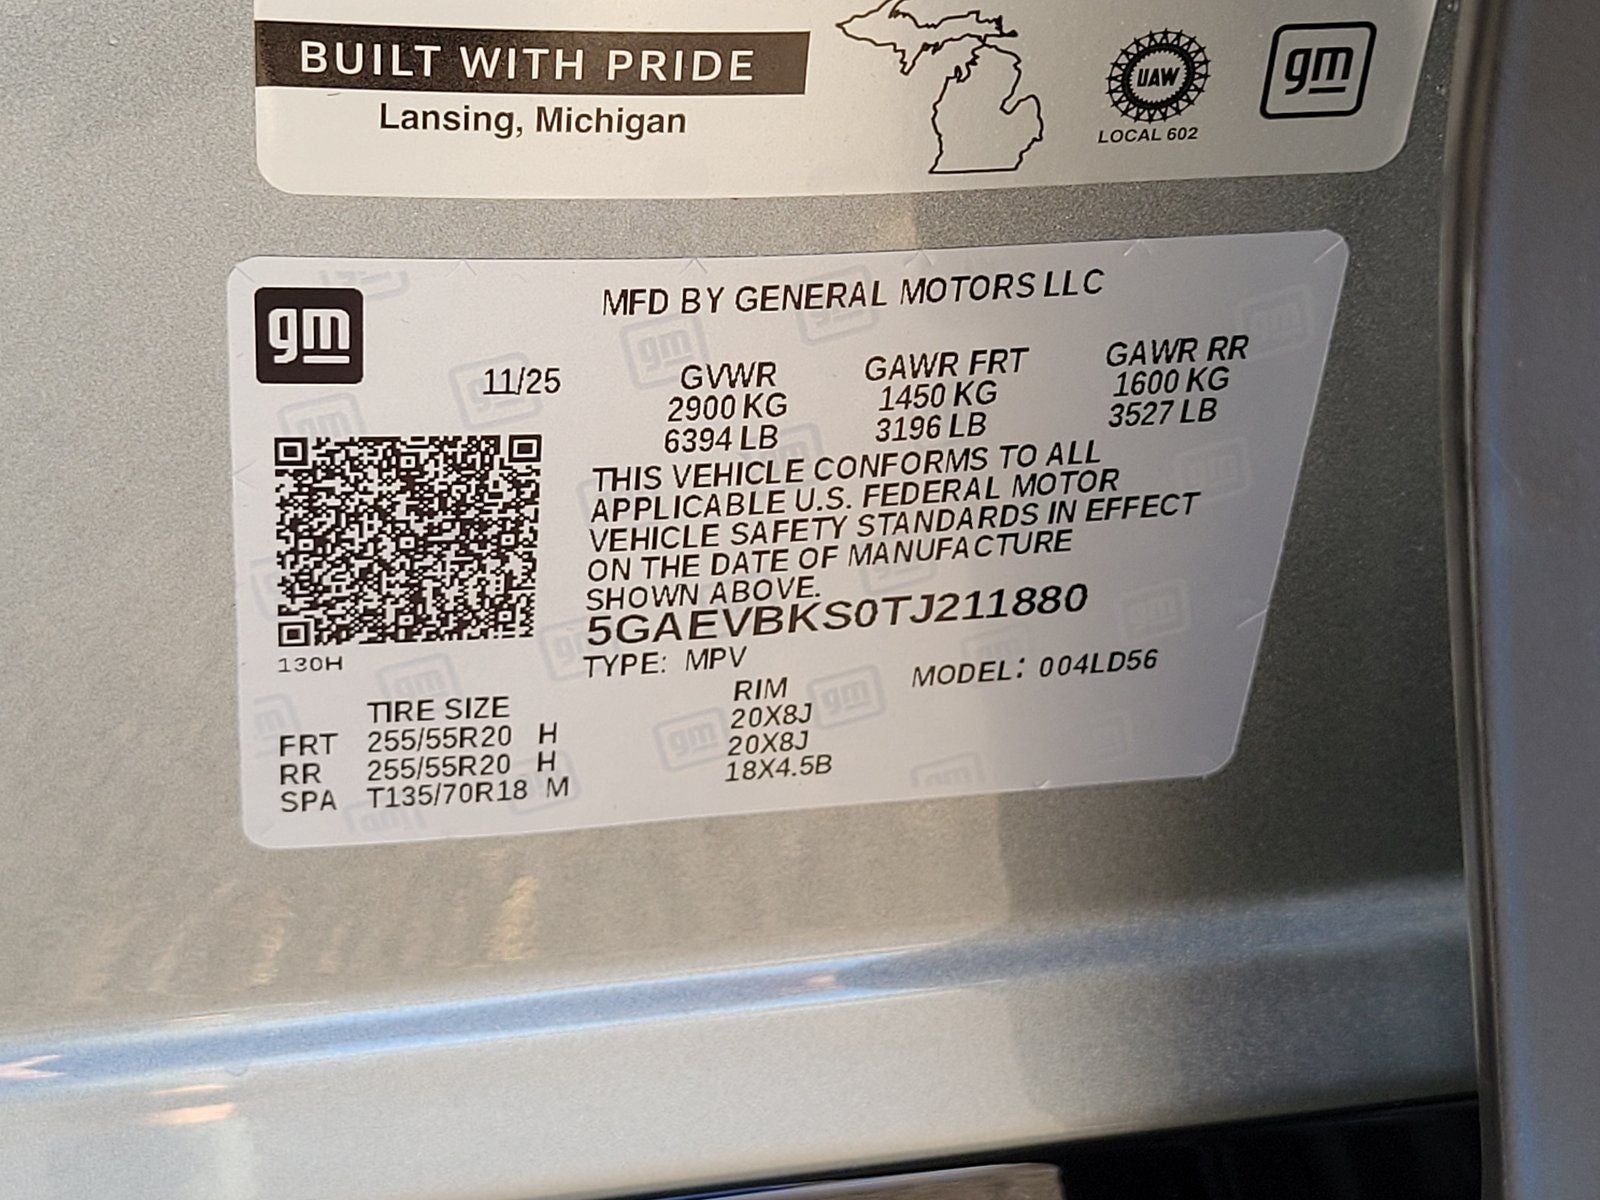 BUILT WITH PRIDE
Lansing, Michigan
UAW
LOCAL 602
gm
gm
MFD BY GENERAL MOTORS LLC
11/25 GVWR GAWR FRT GAWR RR
2900 KG 1450 KG 1600 KG
6394 LB 3196 LB 3527 LB
THIS VEHICLE CONFORMS TO ALL
APPLICABLE U.S. FEDERAL MOTOR
VEHICLE SAFETY STANDARDS IN EFFECT
ON THE DATE OF MANUFACTURE
SHOWN ABOVE.
5GAEVBKS0TJ211880
130H
TYPE: MPV MODEL: 004LD56
TIRE SIZE RIM
FRT 255/55R20 H 20X8J
RR 255/55R20 H 20X8J
SPA T135/70R18 M 18X4.5B